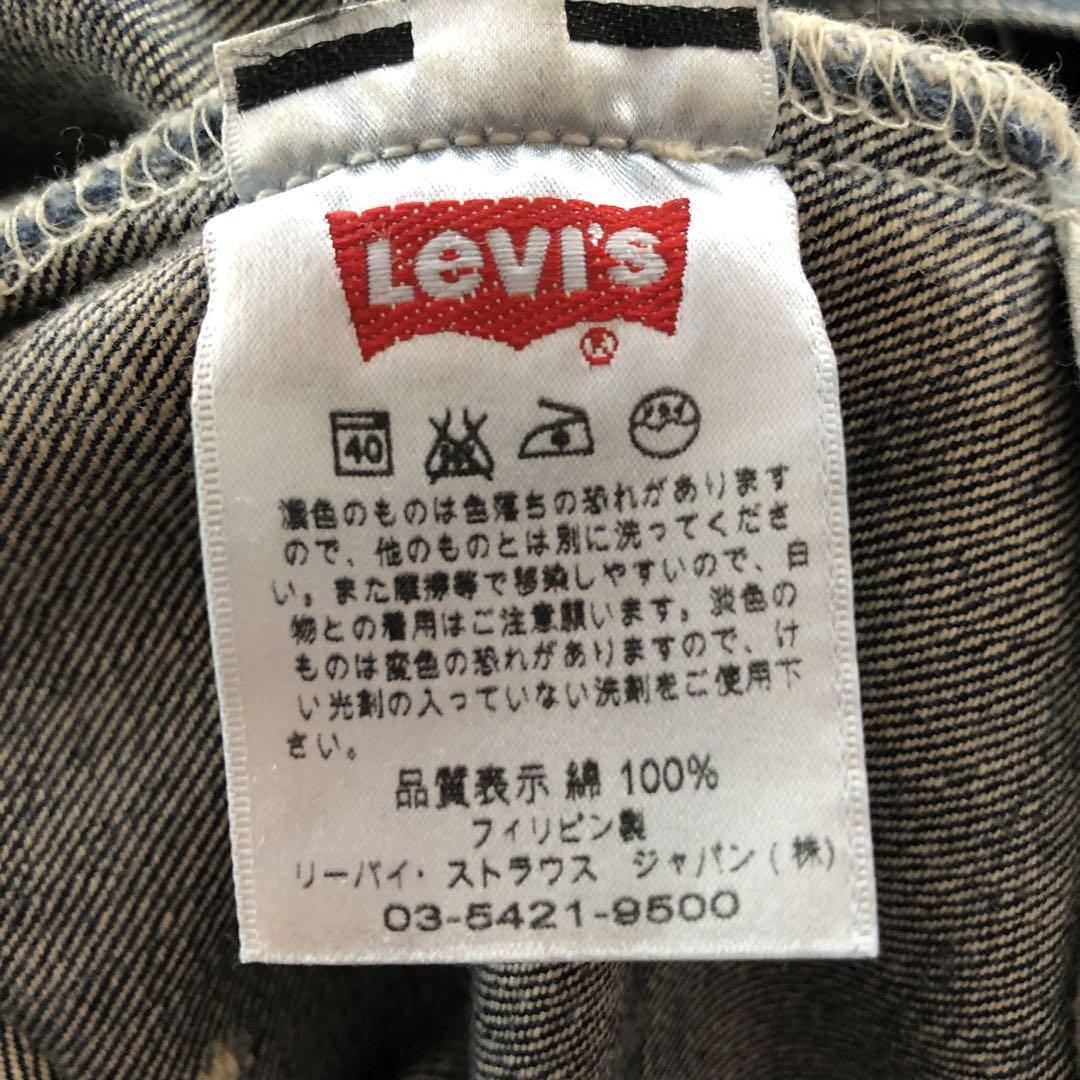 LEVI'S
®
40 ドライ
濃色のものは色落ちの恐れがあります
ので、他のものとは別に洗ってくださ
い。また摩擦等で移染しやすいので、白
物との着用はご注意願います。淡色の
ものは変色の恐れがありますので、け
い光剤の入っていない洗剤をご使用下
さい。
品質表示 綿 100%
フィリピン製
リーバイ・ストラウス ジャパン(株)
03-5421-9500